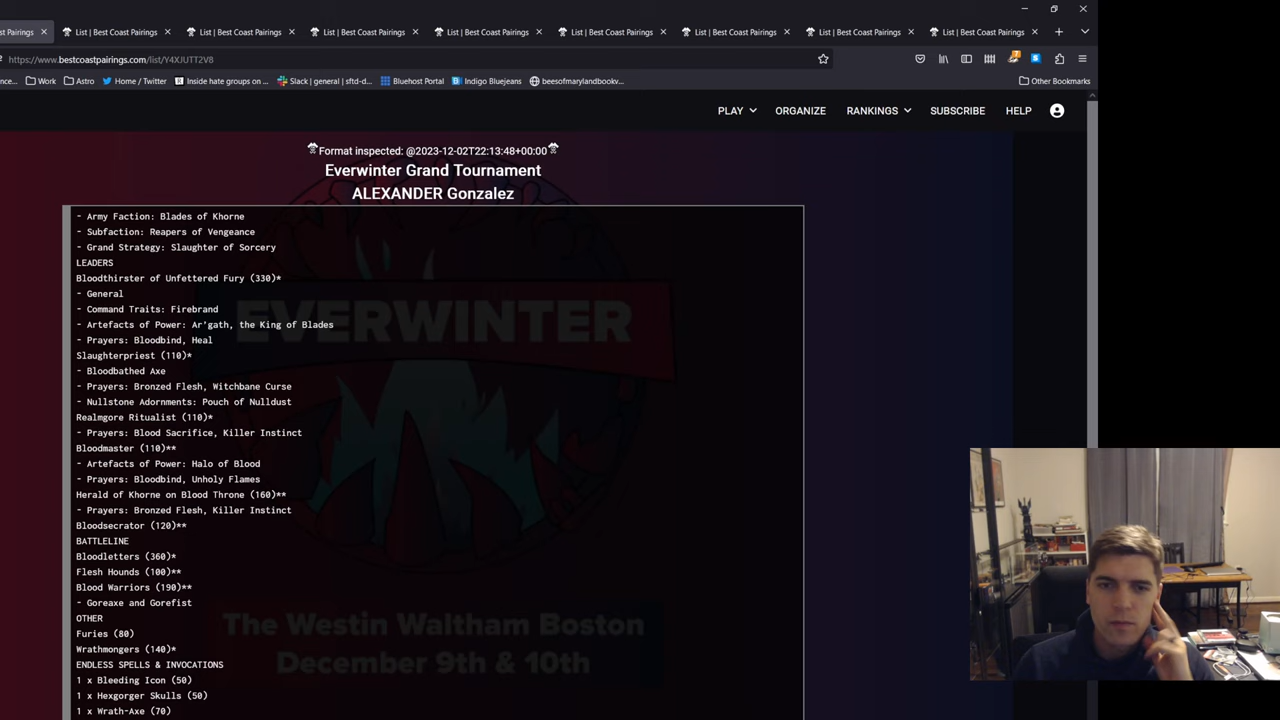 st Pairings
List | Best Coast Pairings
List | Best Coast Pairings
List | Best Coast Pairings
List | Best Coast Pairings
List | Best Coast Pairings
List | Best Coast Pairings
List | Best Coast Pairings
List | Best Coast Pairings
https://www.bestcoastpairings.com/list/Y4XJUTT2V8
nce...
Work
Astro
Home / Twitter
Inside hate groups on ...
Slack | general | sftd-d...
Bluehost Portal
Indigo Bluejeans
beesofmarylandbookv...
Other Bookmarks
PLAY
ORGANIZE
RANKINGS
SUBSCRIBE
HELP
Format inspected: @2023-12-02T22:13:48+00:00
Everwinter Grand Tournament
ALEXANDER Gonzalez
- Army Faction: Blades of Khorne
- Subfaction: Reapers of Vengeance
- Grand Strategy: Slaughter of Sorcery
LEADERS
Bloodthirster of Unfettered Fury (330)*
- General
- Command Traits: Firebrand
- Artefacts of Power: Ar'gath, the King of Blades
- Prayers: Bloodbind, Heal
Slaughterpriest (110)*
- Bloodbathed Axe
- Prayers: Bronzed Flesh, Witchbane Curse
- Nullstone Adornments: Pouch of Nulldust
Realmgore Ritualist (110)*
- Prayers: Blood Sacrifice, Killer Instinct
Bloodmaster (110)**
- Artefacts of Power: Halo of Blood
- Prayers: Bloodbind, Unholy Flames
Herald of Khorne on Blood Throne (160)**
- Prayers: Bronzed Flesh, Killer Instinct
Bloodsecrator (120)**
BATTLELINE
Bloodletters (360)*
Flesh Hounds (100)**
Blood Warriors (190)**
- Goreaxe and Gorefist
OTHER
Furies (80)
Wrathmongers (140)*
ENDLESS SPELLS & INVOCATIONS
1 x Bleeding Icon (50)
1 x Hexgorger Skulls (50)
1 x Wrath-Axe (70)
EVERWINTER
The Westin Waltham Boston
December 9th & 10th